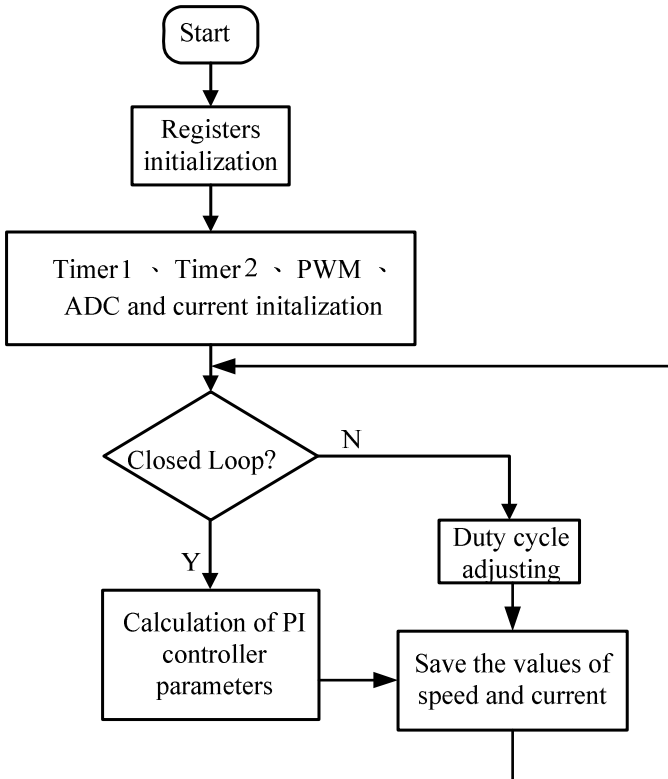 Start
Registers
initialization
Timer1 、 Timer2 、 PWM 、
ADC and current initalization
Closed Loop?
N
Y
Duty cycle
adjusting
Calculation of PI
controller
parameters
Save the values of
speed and current